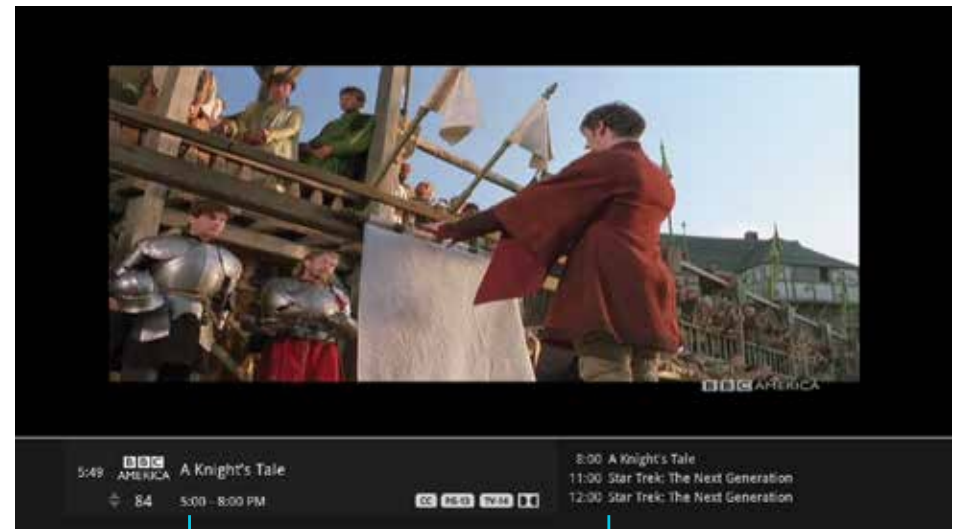 BBC AMERICA
5:49 BBC AMERICA A Knight's Tale
84 5:00 - 8:00 PM CC PG-13 TV-14
8:00 A Knight's Tale
11:00 Star Trek: The Next Generation
12:00 Star Trek: The Next Generation